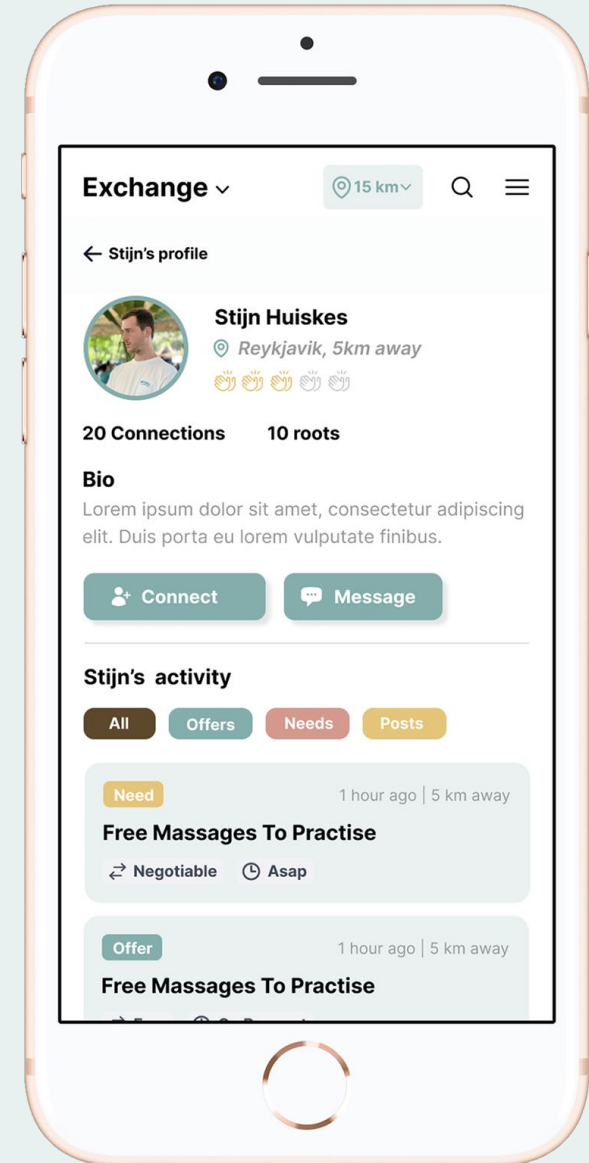 Exchange
15 km
Stijn's profile
Stijn Huiskes
Reykjavik, 5km away
20 Connections 10 roots
Bio
Lorem ipsum dolor sit amet, consectetur adipiscing
elit. Duis porta eu lorem vulputate finibus.
Connect Message
Stijn's activity
All Offers Needs Posts
Need 1 hour ago | 5 km away
Free Massages To Practise
Negotiable Asap
Offer 1 hour ago | 5 km away
Free Massages To Practise